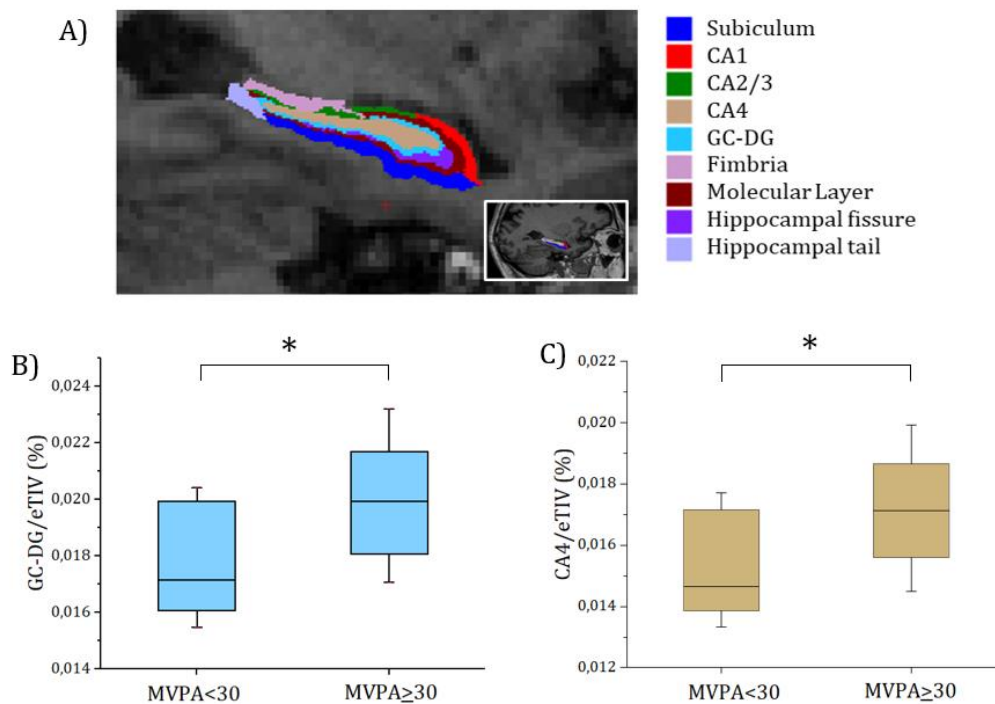 A)
Subiculum
CA1
CA2/3
CA4
GC-DG
Fimbria
Molecular Layer
Hippocampal fissure
Hippocampal tail
B)
*
GC-DG/eTIV (%)
0,024
0,022
0,020
0,018
0,016
0,014
MVPA<30
MVPA≥30
C)
*
CA4/eTIV (%)
0,022
0,020
0,018
0,016
0,014
0,012
MVPA<30
MVPA≥30